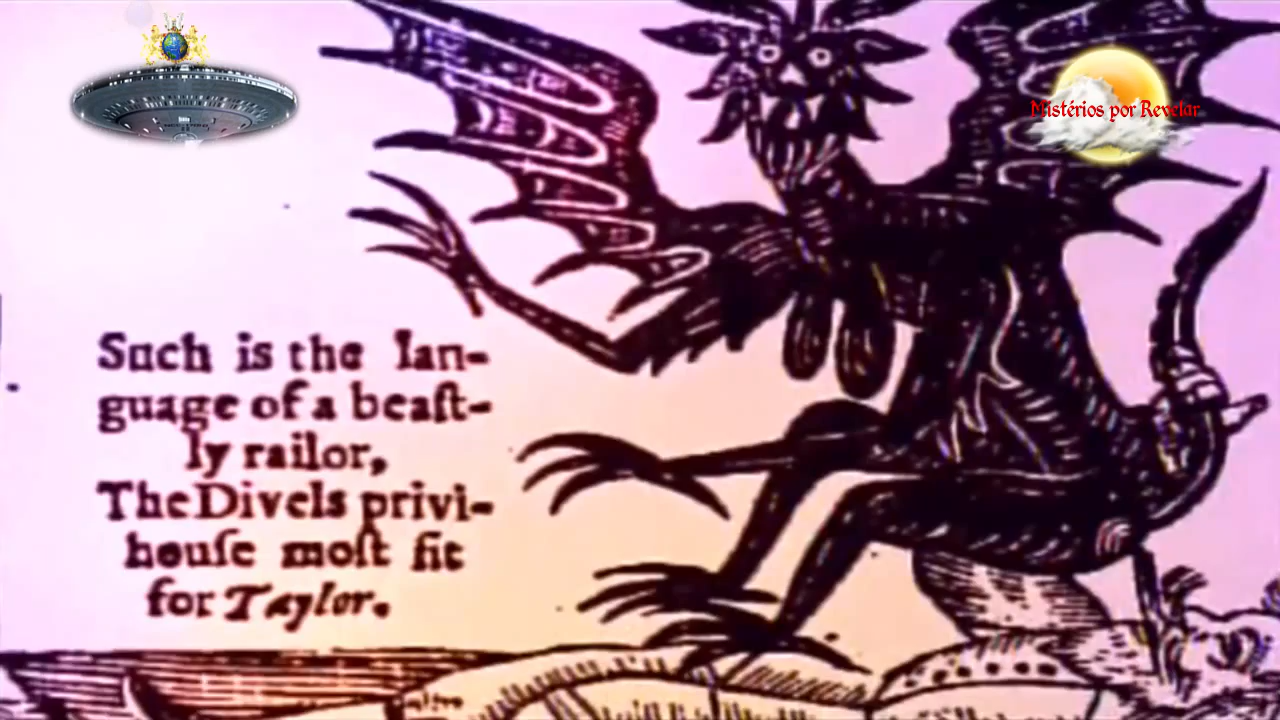 Mistérios por Revelar
Such is the lan-
guage of a beaſt-
ly railor,
The Divels privi-
houſe moſt fit
for Taylor.